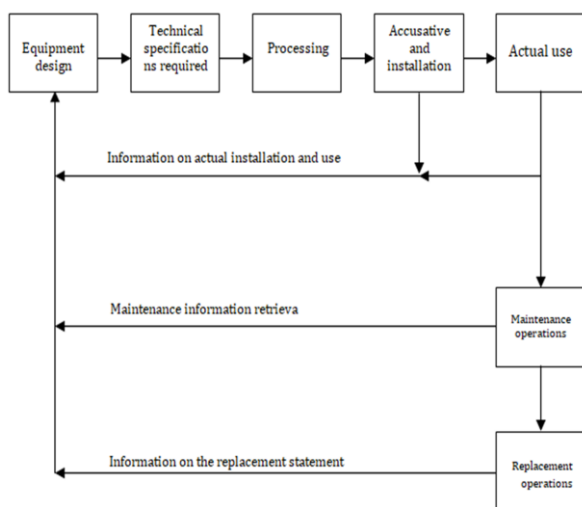 Equipment
design
Technical
specificatio
ns required
Processing
Accusative
and
installation
Actual use
Information on actual installation and use
Maintenance information retrieva
Maintenance
operations
Information on the replacement statement
Replacement
operations